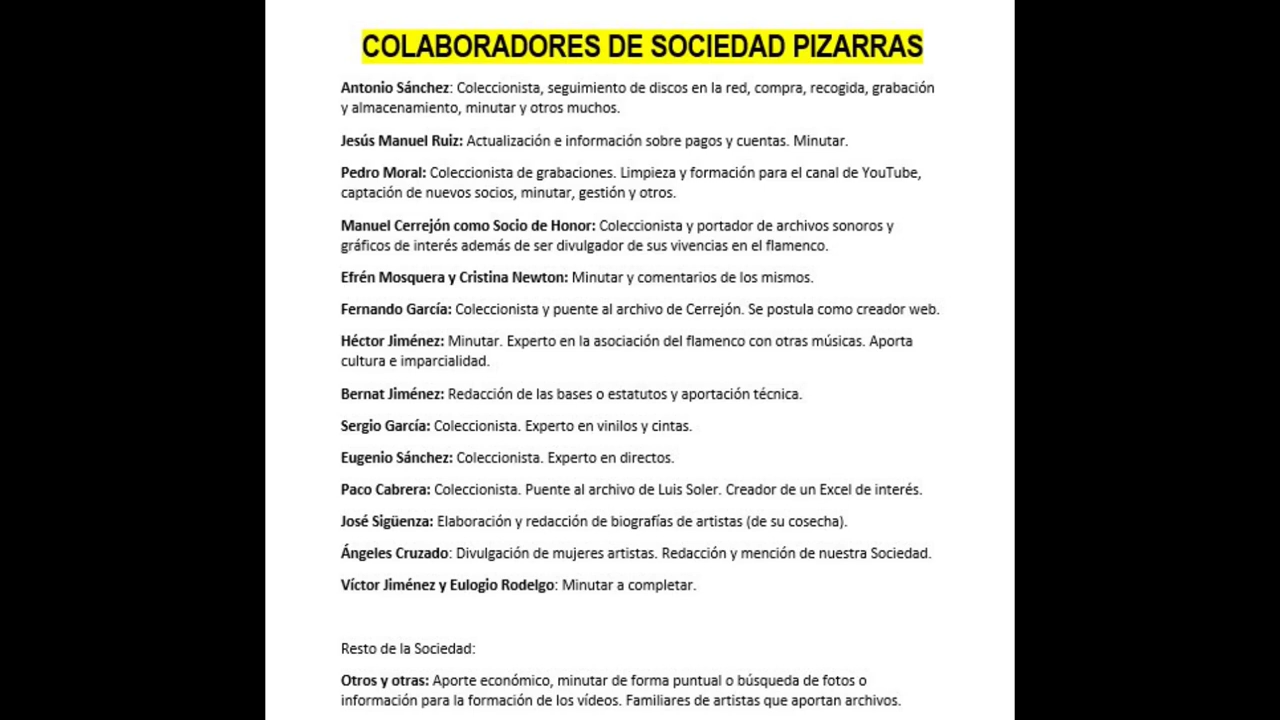 COLABORADORES DE SOCIEDAD PIZARRAS
Antonio Sánchez: Coleccionista, seguimiento de discos en la red, compra, recogida, grabación
y almacenamiento, minutar y otros muchos.
Jesús Manuel Ruiz: Actualización e información sobre pagos y cuentas. Minutar.
Pedro Moral: Coleccionista de grabaciones. Limpieza y formación para el canal de YouTube,
captación de nuevos socios, minutar, gestión y otros.
Manuel Cerrejón como Socio de Honor: Coleccionista y portador de archivos sonoros y
gráficos de interés además de ser divulgador de sus vivencias en el flamenco.
Efrén Mosquera y Cristina Newton: Minutar y comentarios de los mismos.
Fernando García: Coleccionista y puente al archivo de Cerrejón. Se postula como creador web.
Héctor Jiménez: Minutar. Experto en la asociación del flamenco con otras músicas. Aporta
cultura e imparcialidad.
Bernat Jiménez: Redacción de las bases o estatutos y aportación técnica.
Sergio García: Coleccionista. Experto en vinilos y cintas.
Eugenio Sánchez: Coleccionista. Experto en directos.
Paco Cabrera: Coleccionista. Puente al archivo de Luis Soler. Creador de un Excel de interés.
José Sigüenza: Elaboración y redacción de biografías de artistas (de su cosecha).
Ángeles Cruzado: Divulgación de mujeres artistas. Redacción y mención de nuestra Sociedad.
Víctor Jiménez y Eulogio Rodelgo: Minutar a completar.
Resto de la Sociedad:
Otros y otras: Aporte económico, minutar de forma puntual o búsqueda de fotos o
información para la formación de los vídeos. Familiares de artistas que aportan archivos.